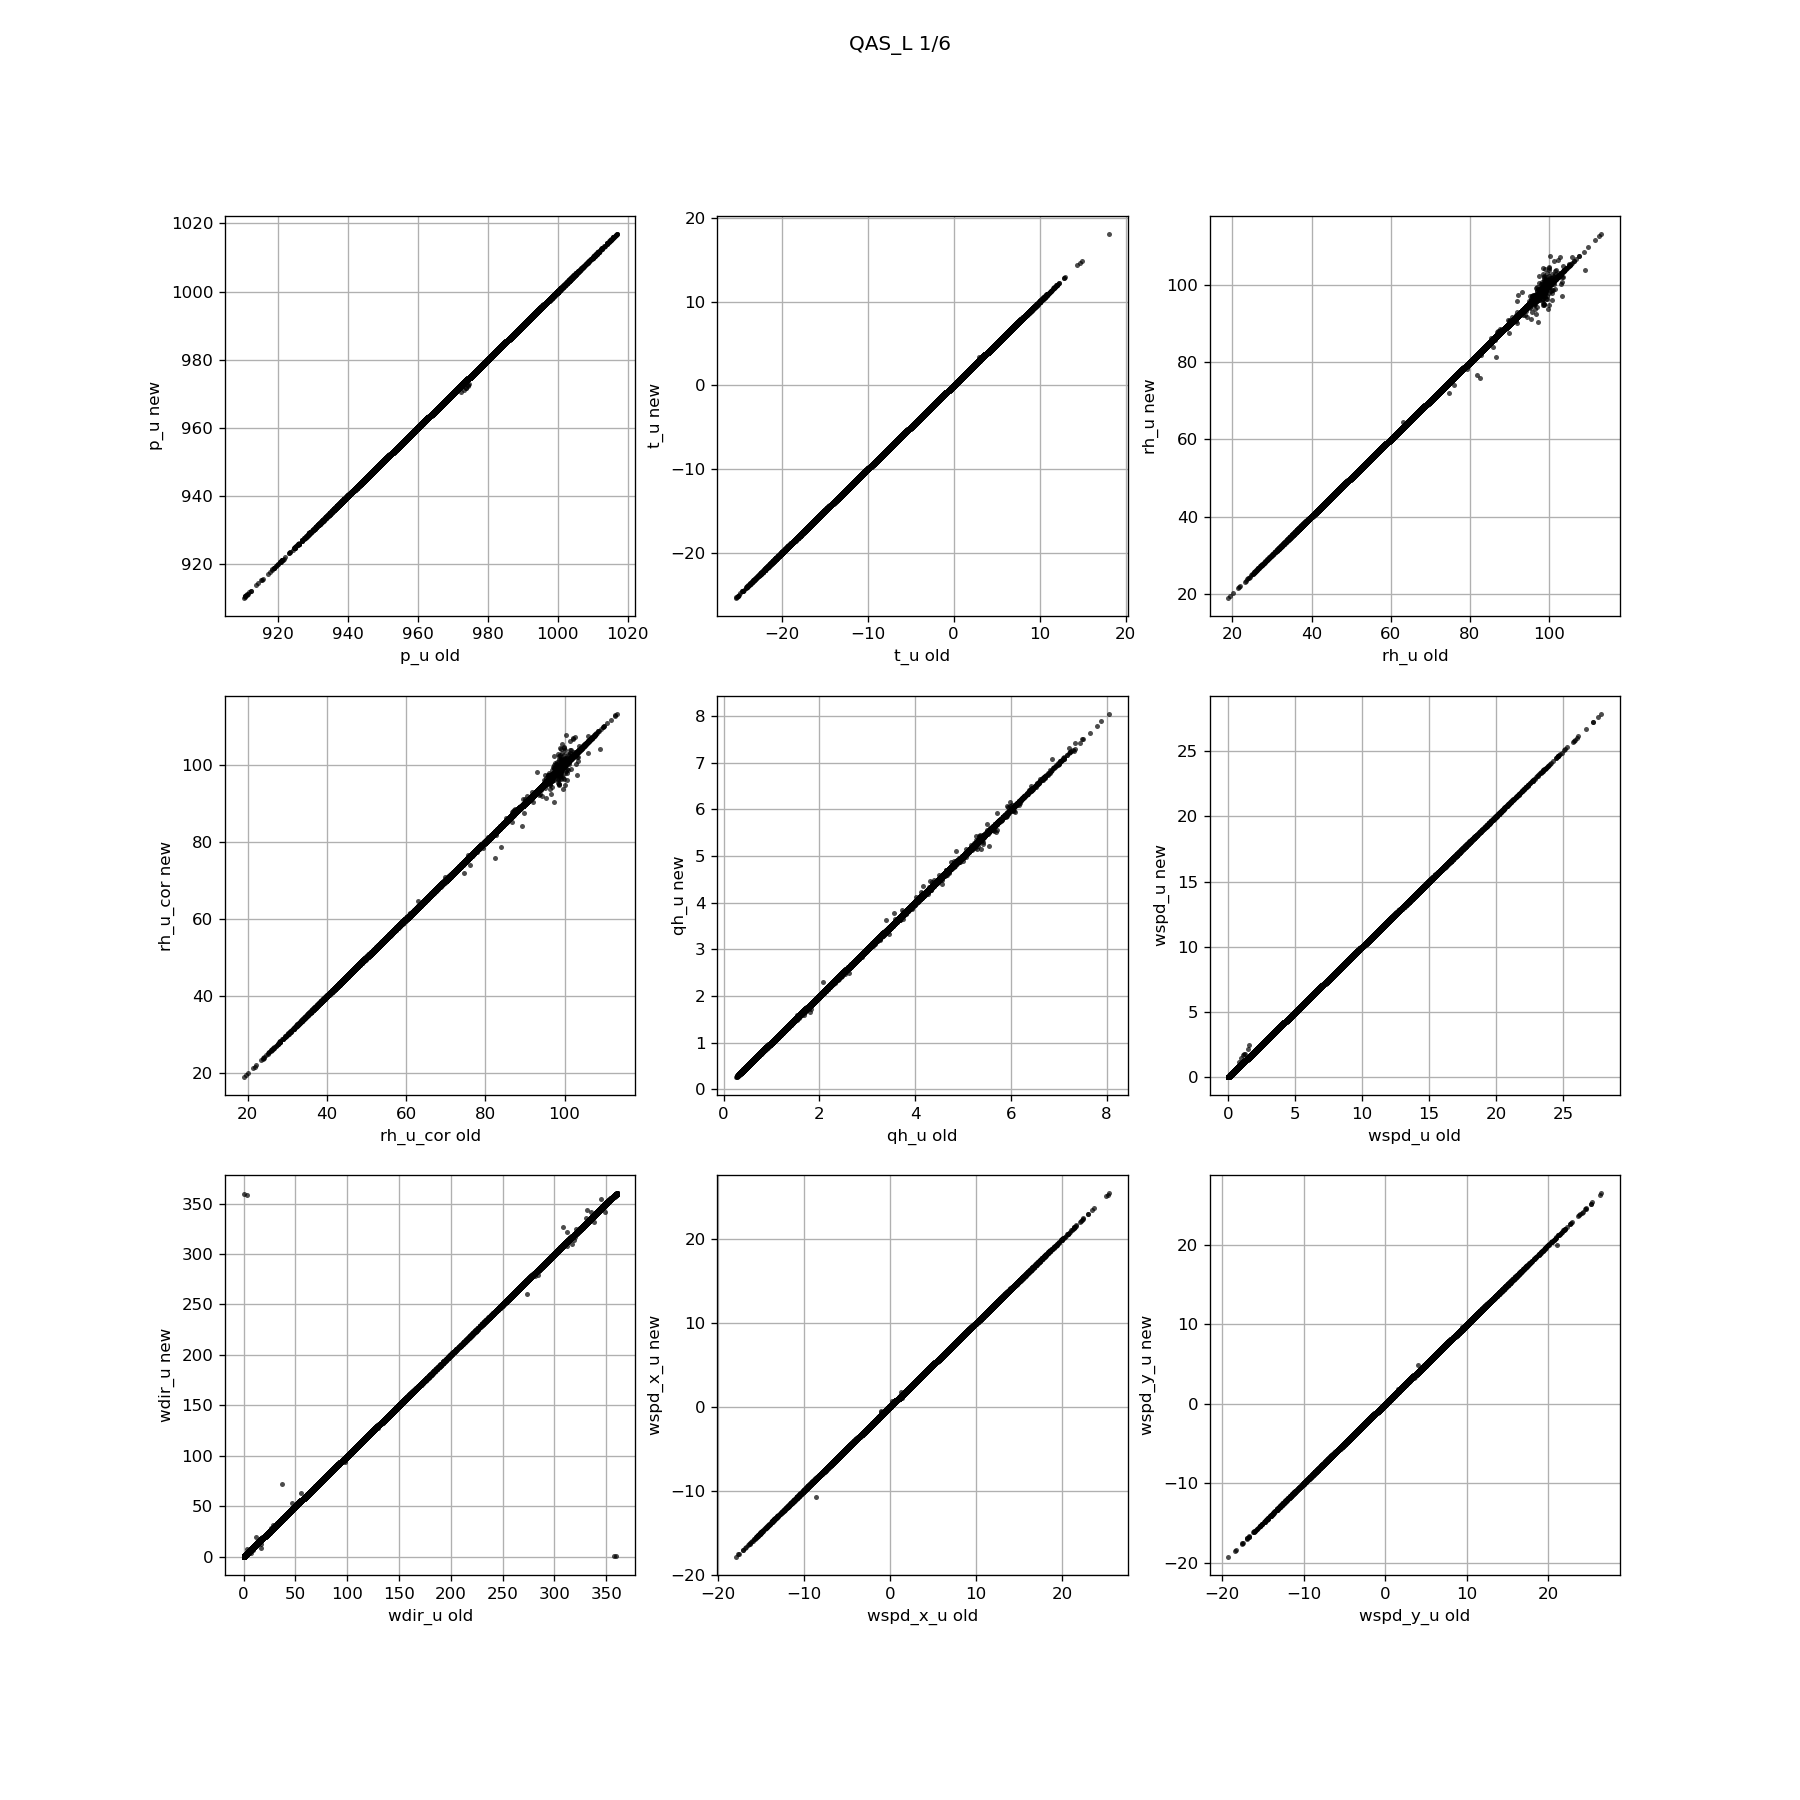 QAS_L 1/6
1020
1000
980
960
940
920
p_u new
920 940 960 980 1000 1020
p_u old
20
10
0
−10
−20
t_u new
−20 −10 0 10 20
t_u old
100
80
60
40
20
rh_u new
20 40 60 80 100
rh_u old
100
80
60
40
20
rh_u_cor new
20 40 60 80 100
rh_u_cor old
8
7
6
5
4
3
2
1
0
qh_u new
0 2 4 6 8
qh_u old
25
20
15
10
5
0
wspd_u new
0 5 10 15 20 25
wspd_u old
350
300
250
200
150
100
50
0
wdir_u new
0 50 100 150 200 250 300 350
wdir_u old
20
10
0
−10
−20
wspd_x_u new
−20 −10 0 10 20
wspd_x_u old
20
10
0
−10
−20
wspd_y_u new
−20 −10 0 10 20
wspd_y_u old